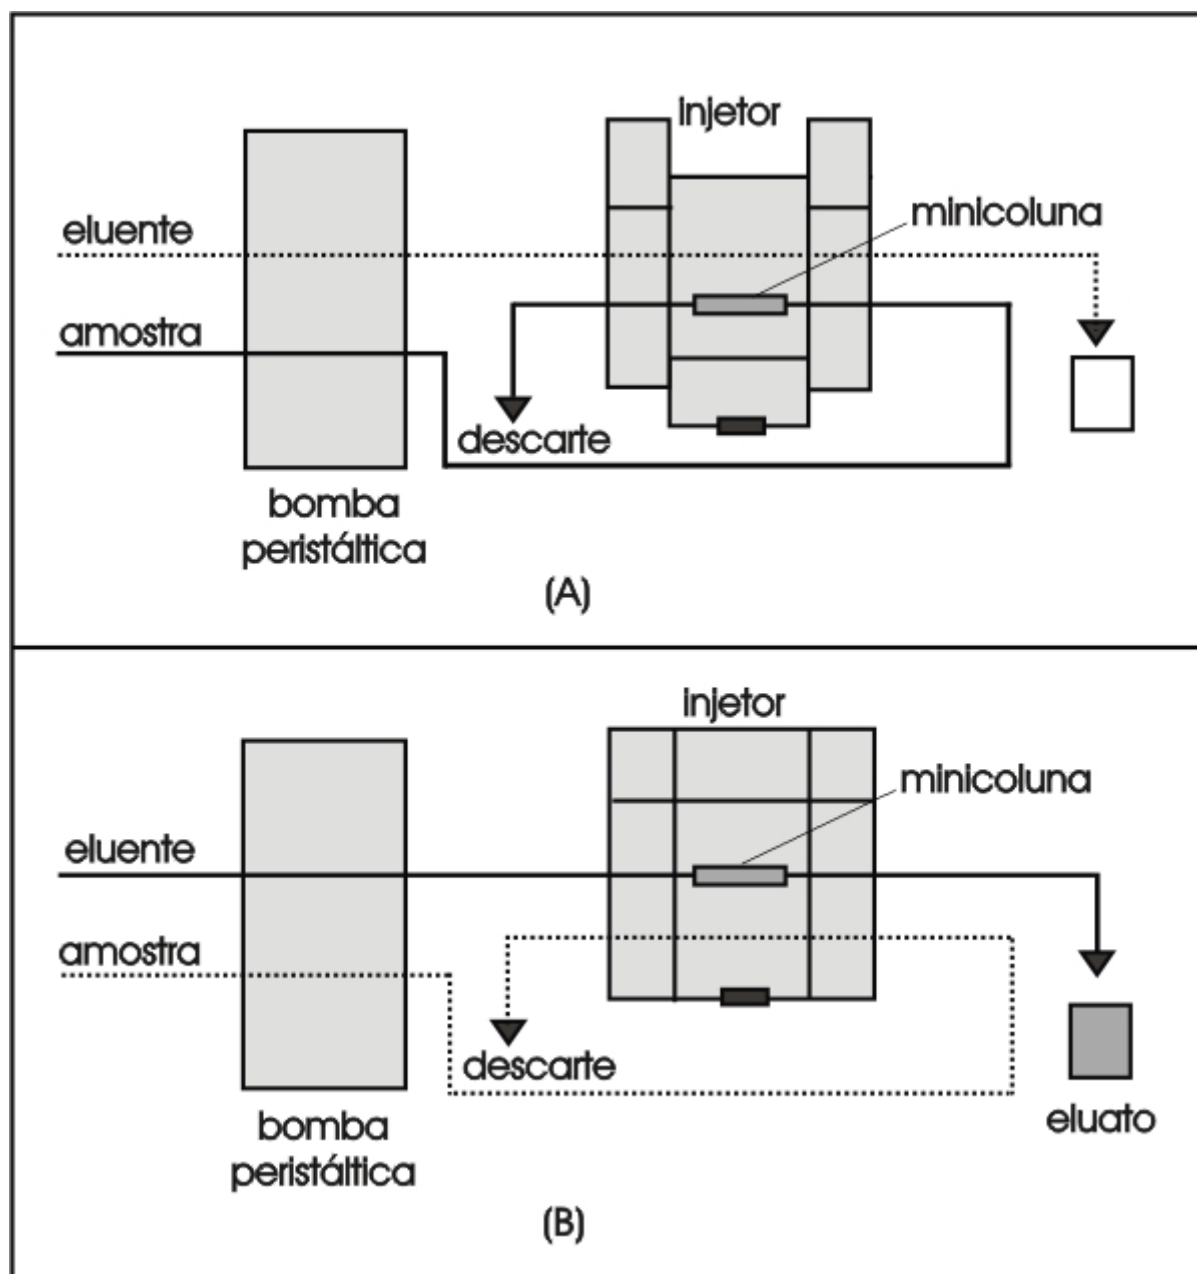 injetor
minicoluna
eluente
amostra
descarte
bomba
peristáltica
(A)
injetor
minicoluna
eluente
amostra
descarte
eluato
bomba
peristáltica
(B)